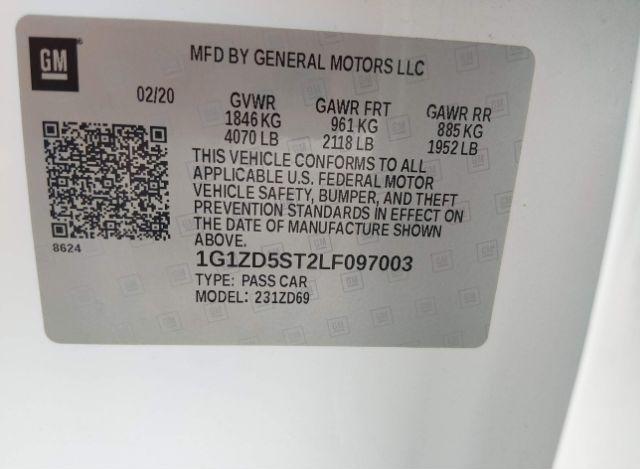 GM
MFD BY GENERAL MOTORS LLC
02/20
GVWR GAWR FRT GAWR RR
1846 KG 961 KG 885 KG
4070 LB 2118 LB 1952 LB
THIS VEHICLE CONFORMS TO ALL
APPLICABLE U.S. FEDERAL MOTOR
VEHICLE SAFETY, BUMPER, AND THEFT
PREVENTION STANDARDS IN EFFECT ON
THE DATE OF MANUFACTURE SHOWN
ABOVE.
8624
1G1ZD5ST2LF097003
TYPE: PASS CAR
MODEL: 231ZD69